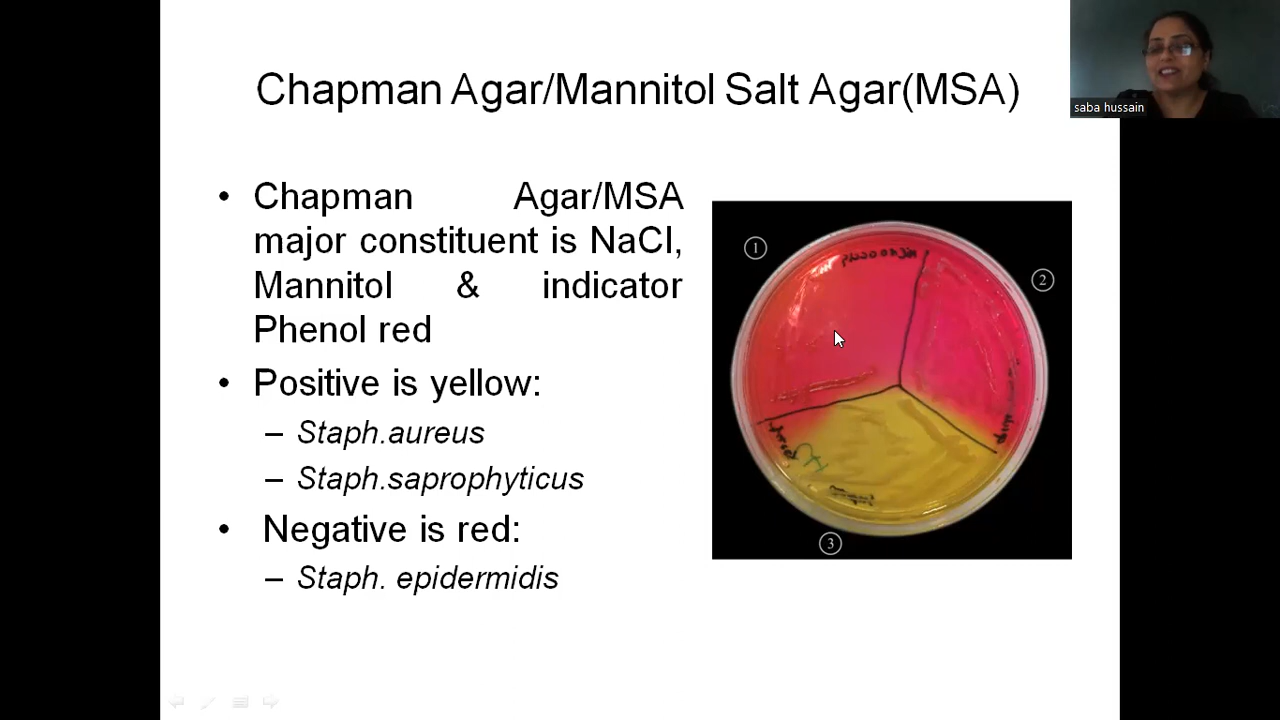 Chapman Agar/Mannitol Salt Agar(MSA)
saba hussain
• Chapman Agar/MSA
major constituent is NaCl,
Mannitol & indicator
Phenol red
• Positive is yellow:
– Staph.aureus
– Staph.saprophyticus
• Negative is red:
– Staph. epidermidis
1
2
3